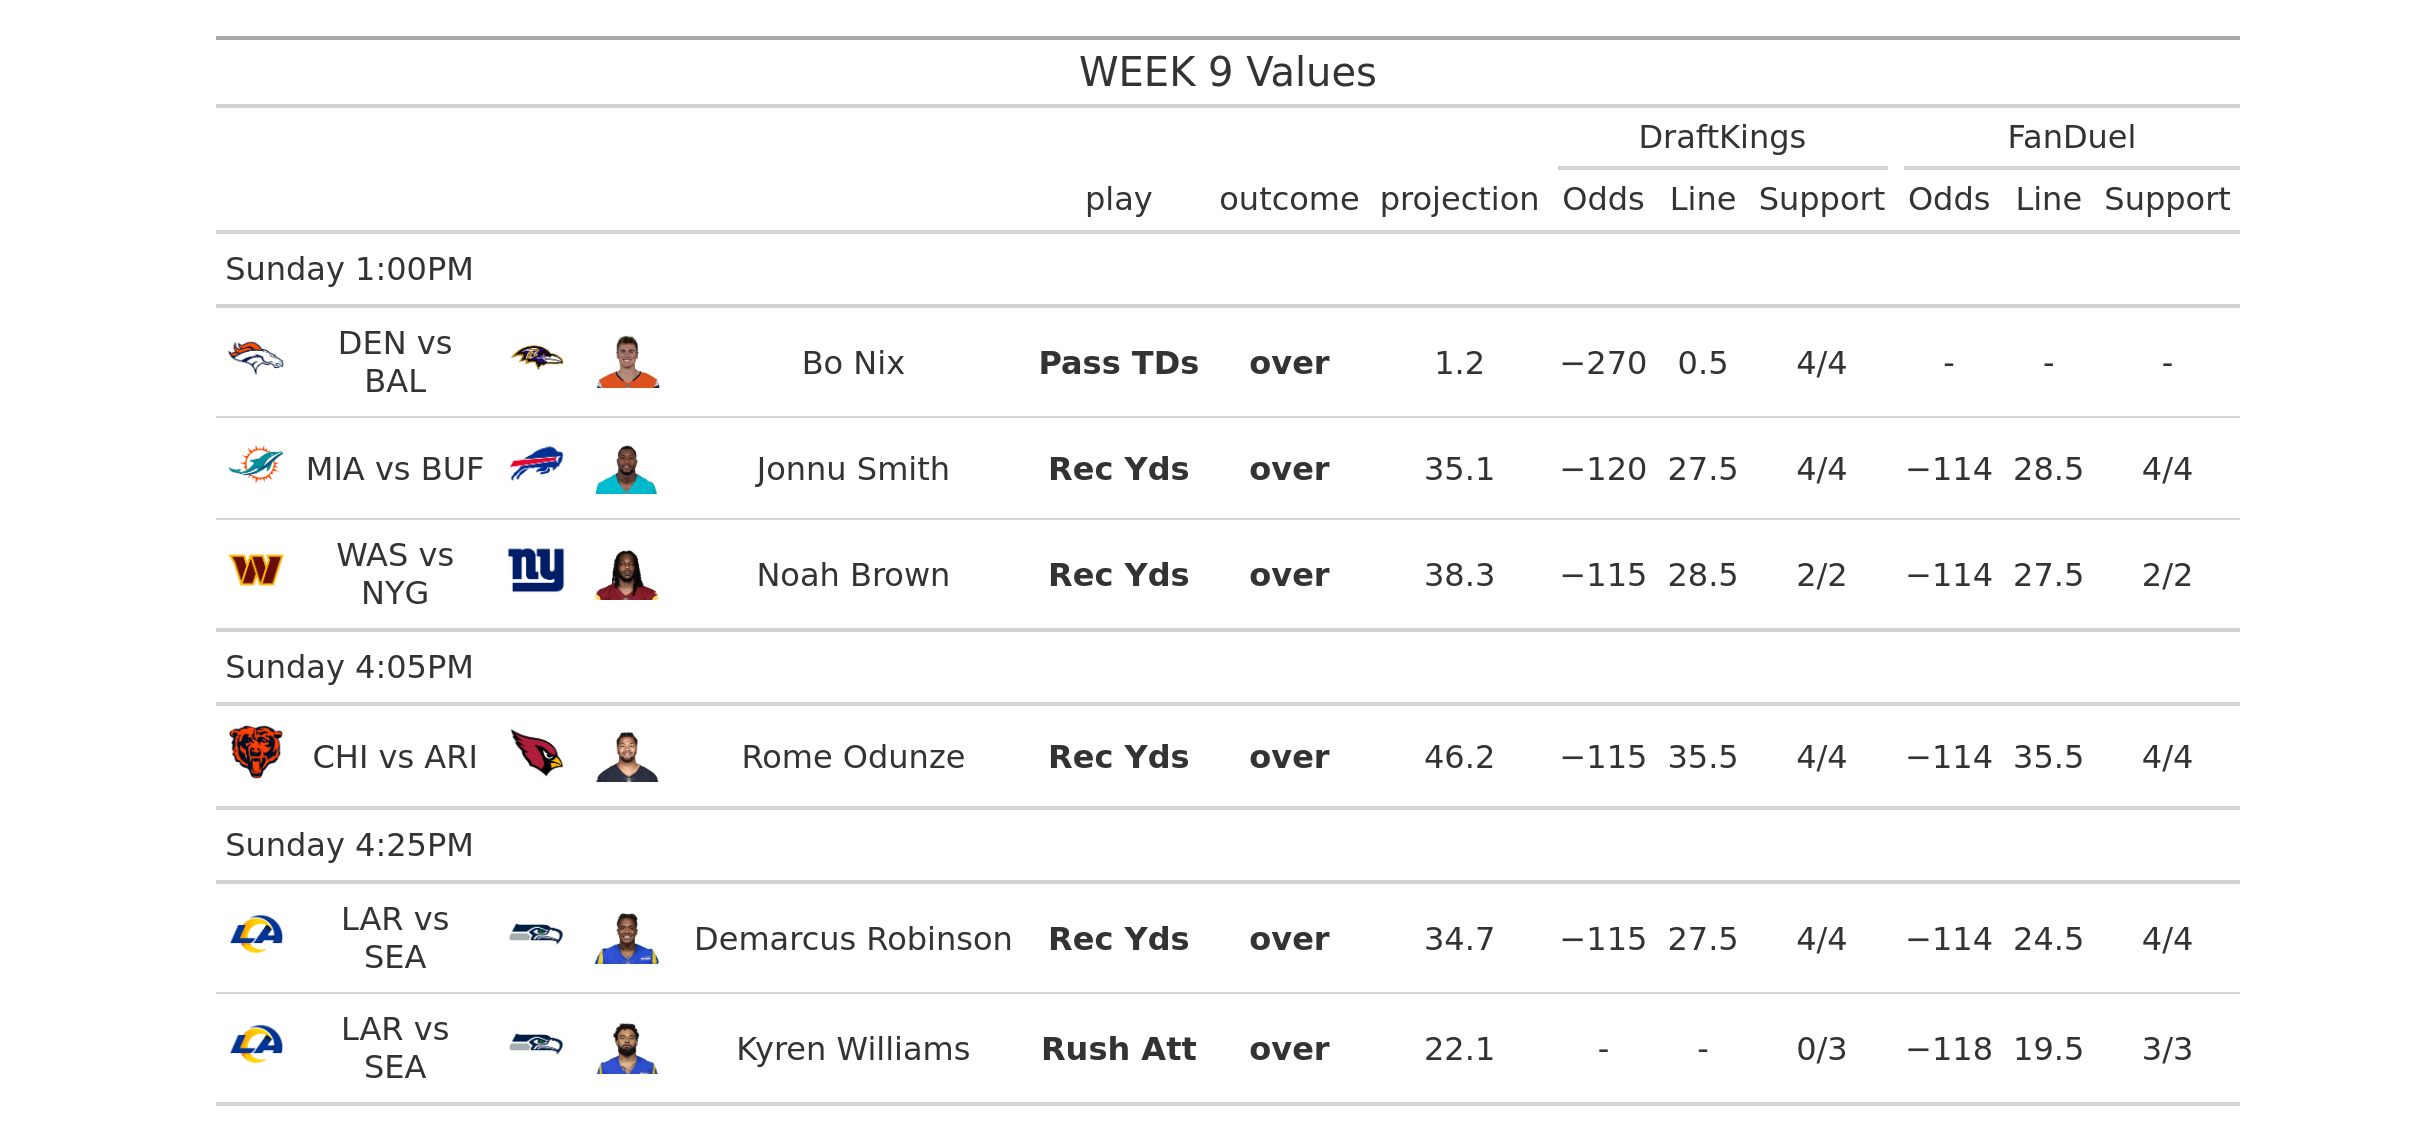 WEEK 9 Values
DraftKings FanDuel
play outcome projection Odds Line Support Odds Line Support
Sunday 1:00PM
DEN vs
BAL
Bo Nix Pass TDs over 1.2 −270 0.5 4/4 - - -
MIA vs BUF Jonnu Smith Rec Yds over 35.1 −120 27.5 4/4 −114 28.5 4/4
WAS vs
NYG
ny
Noah Brown Rec Yds over 38.3 −115 28.5 2/2 −114 27.5 2/2
Sunday 4:05PM
CHI vs ARI Rome Odunze Rec Yds over 46.2 −115 35.5 4/4 −114 35.5 4/4
Sunday 4:25PM
LA
LAR vs
SEA
Demarcus Robinson Rec Yds over 34.7 −115 27.5 4/4 −114 24.5 4/4
LA
LAR vs
SEA
Kyren Williams Rush Att over 22.1 - - 0/3 −118 19.5 3/3